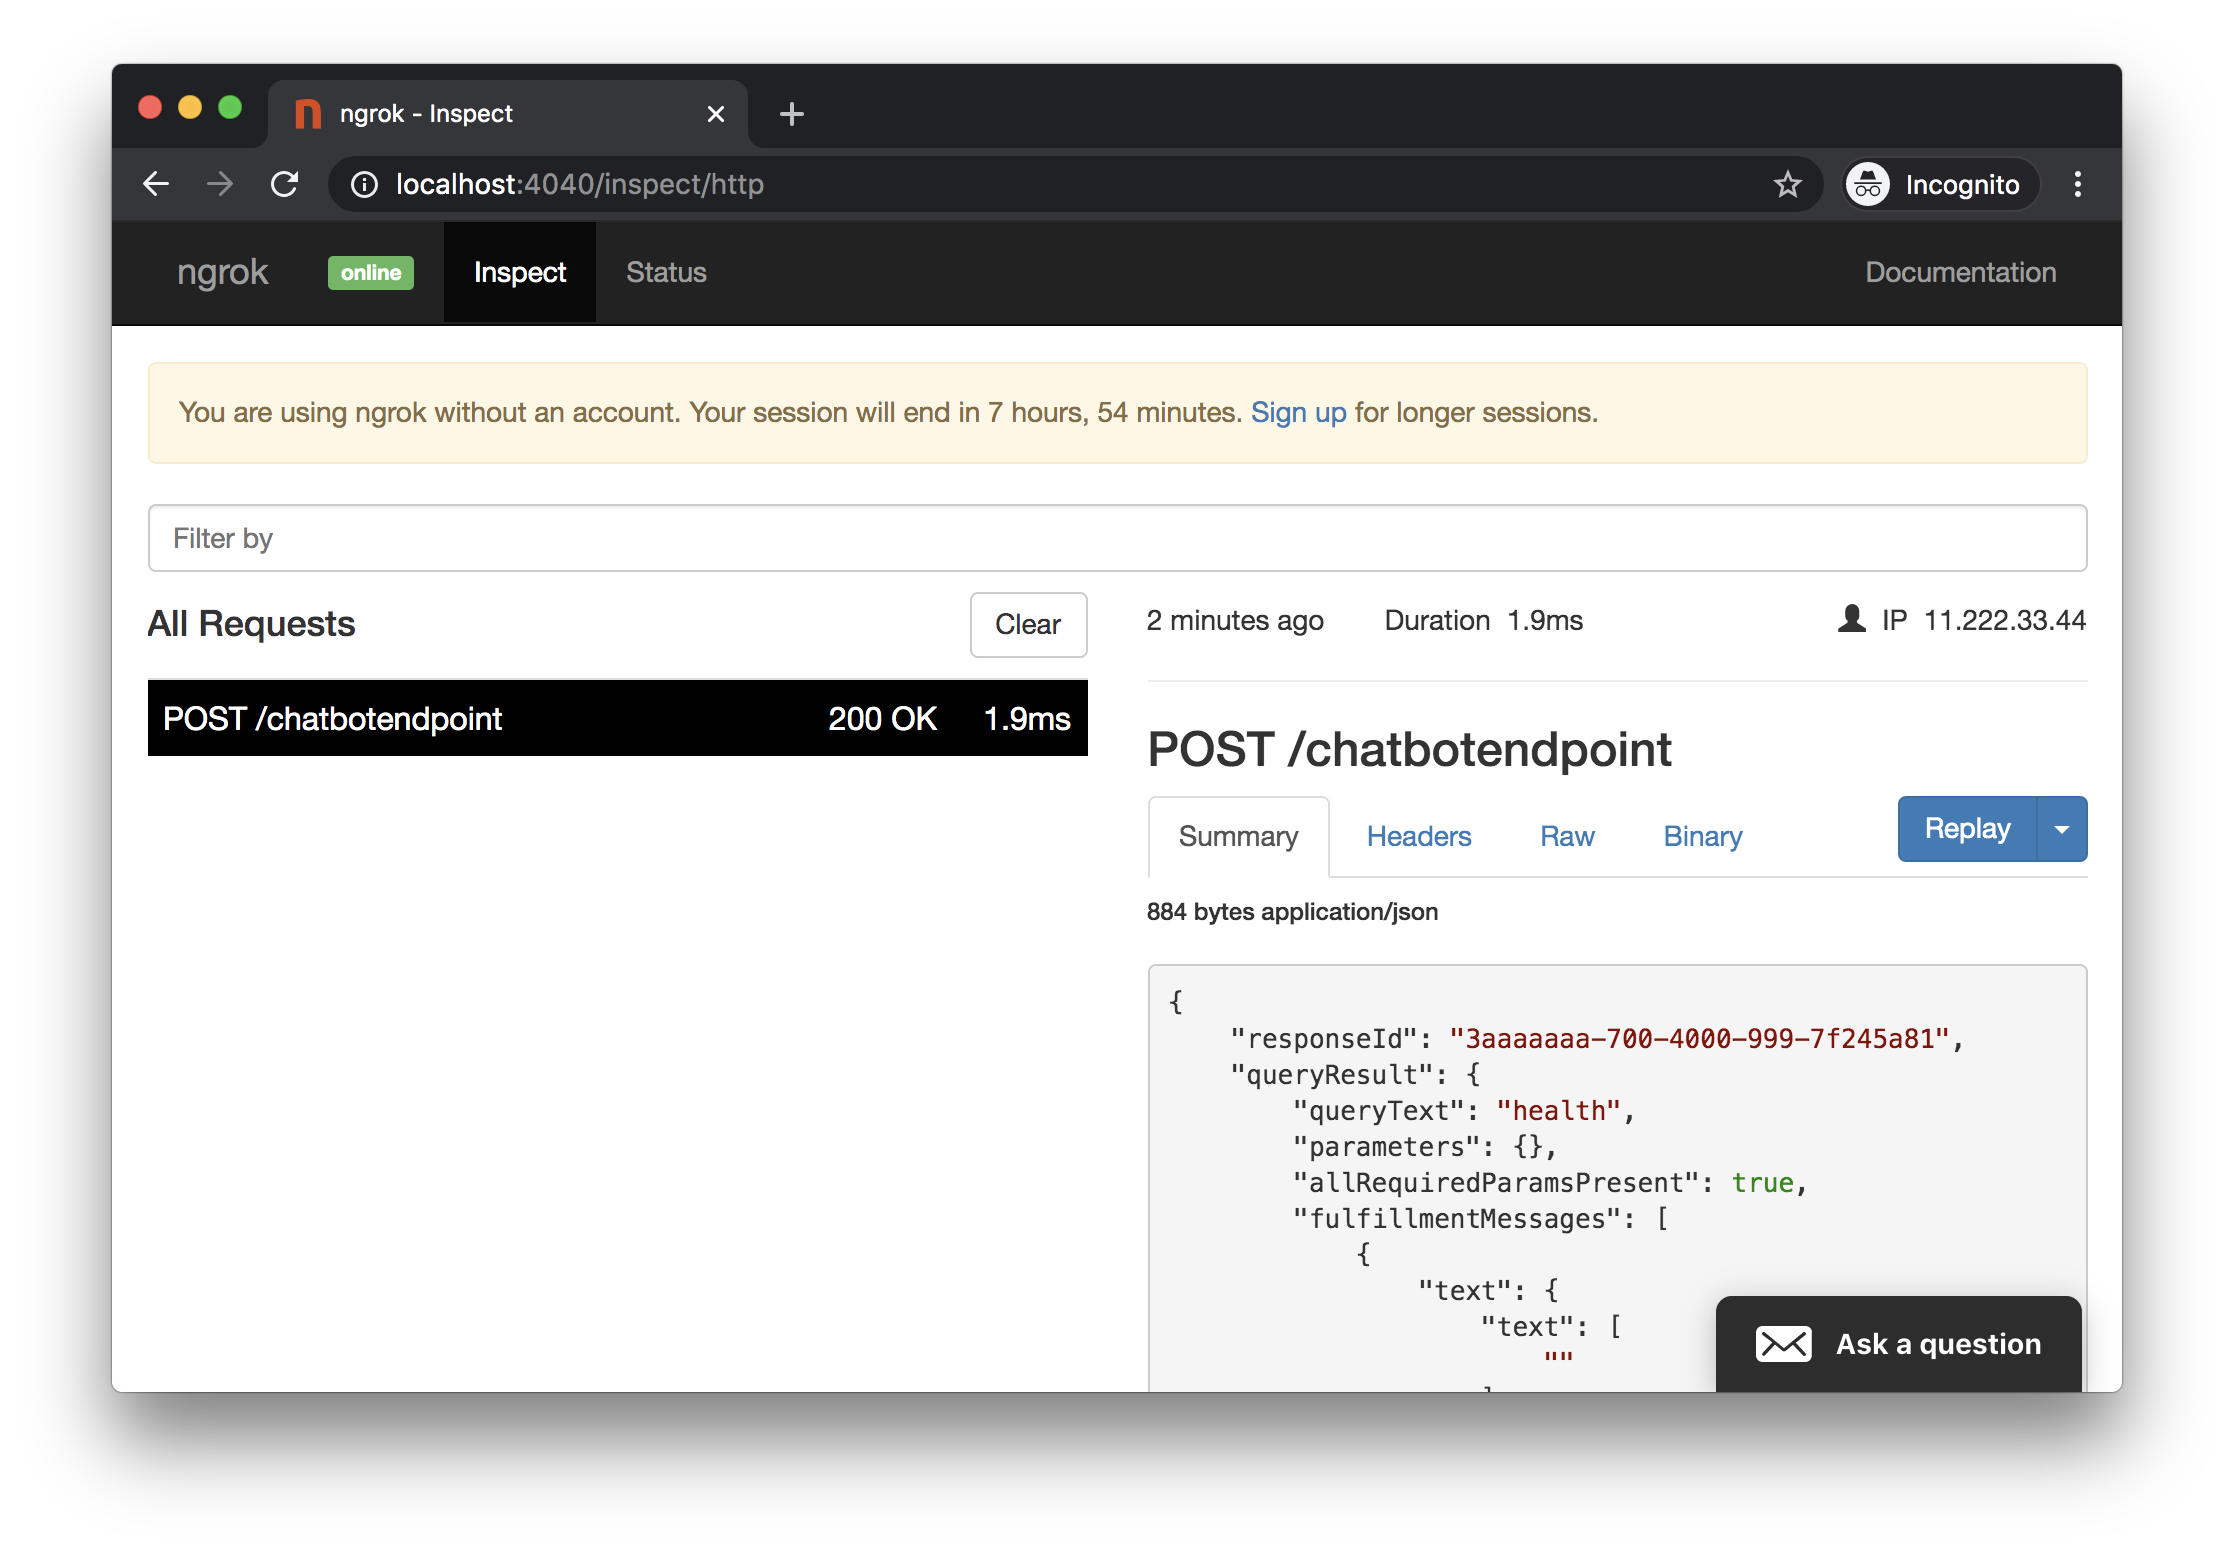 ngrok - Inspect
localhost:4040/inspect/http
Incognito
ngrok online Inspect Status Documentation
You are using ngrok without an account. Your session will end in 7 hours, 54 minutes. Sign up for longer sessions.
Filter by
All Requests Clear
POST /chatbotendpoint 200 OK 1.9ms
2 minutes ago Duration 1.9ms IP 11.222.33.44
POST /chatbotendpoint
Summary Headers Raw Binary Replay
884 bytes application/json
{
"responseId": "3aaaaaaa-700-4000-999-7f245a81",
"queryResult": {
"queryText": "health",
"parameters": {},
"allRequiredParamsPresent": true,
"fulfillmentMessages": [
{
"text": {
"text": [
""
Ask a question